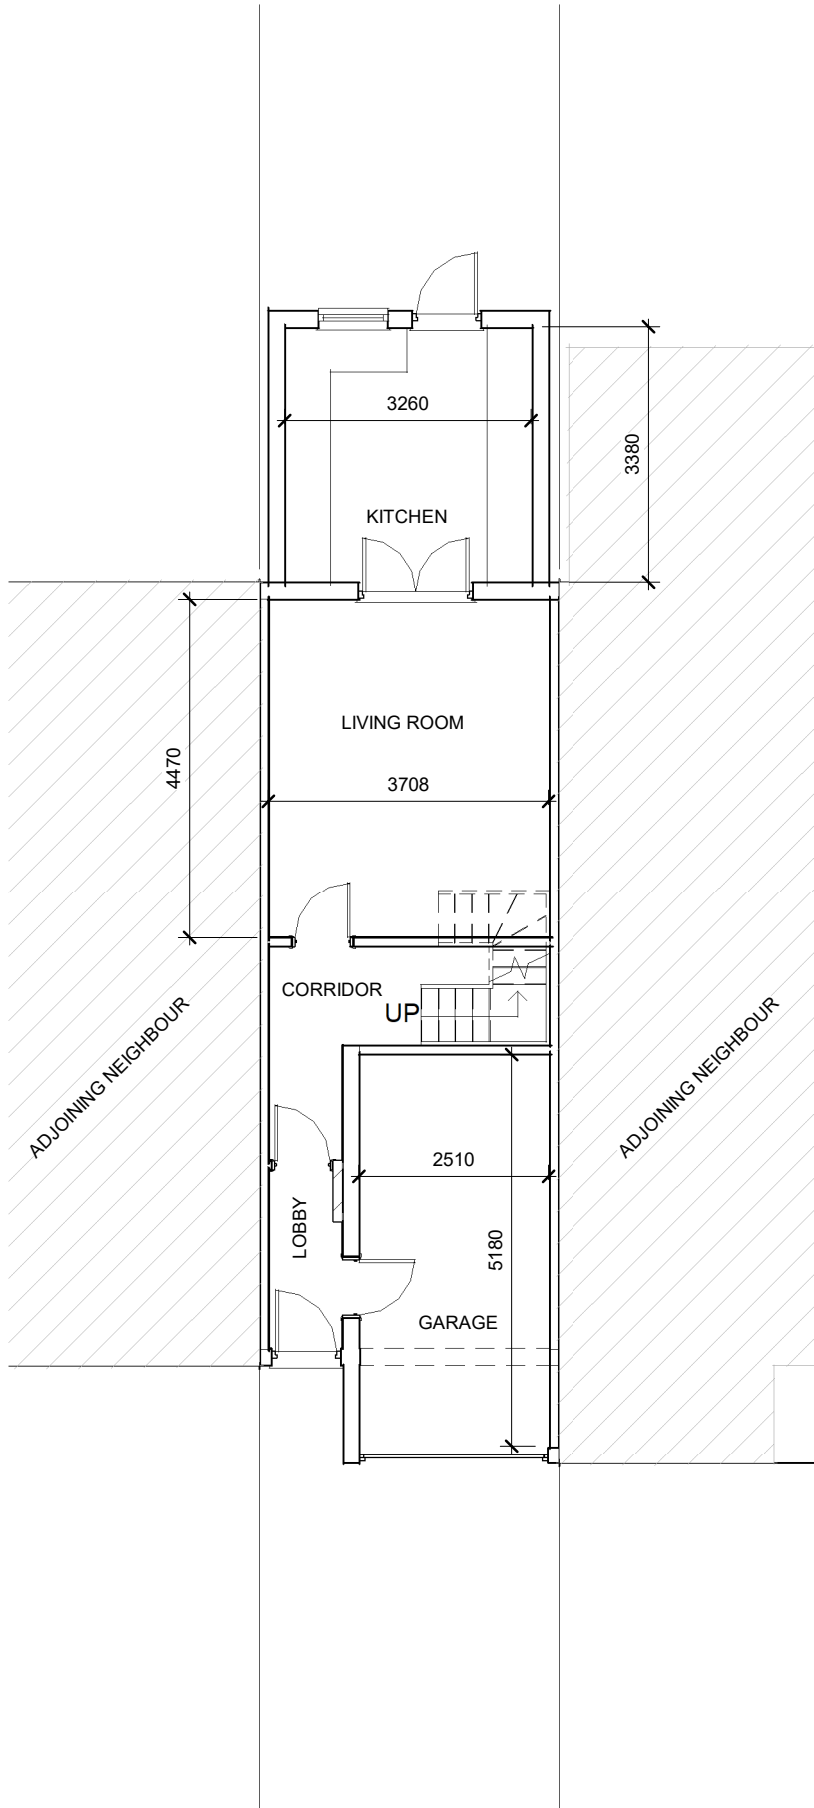 3260
3380
KITCHEN
LIVING ROOM
4470
3708
CORRIDOR
UP
ADJOINING NEIGHBOUR
ADJOINING NEIGHBOUR
2510
LOBBY
5180
GARAGE